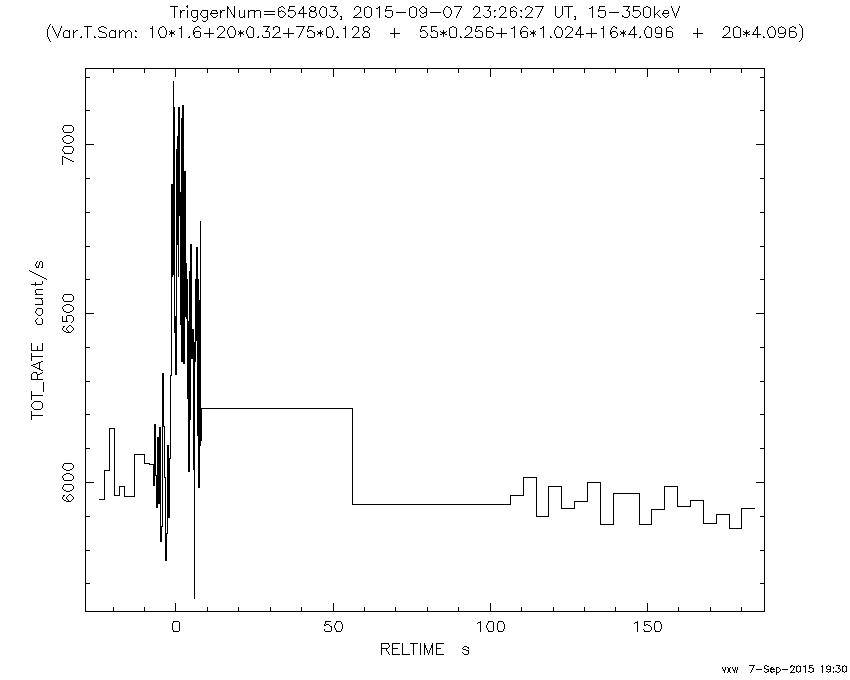 TriggerNum=654803, 2015-09-07 23:26:27 UT, 15-350keV
(Var.T.Sam: 10*1.6+20*0.32+75*0.128 + 55*0.256+16*1.024+16*4.096 + 20*4.096)
7000
6500
6000
TOT_RATE count/s
0 50 100 150
RELTIME s
vxw 7-Sep-2015 19:30